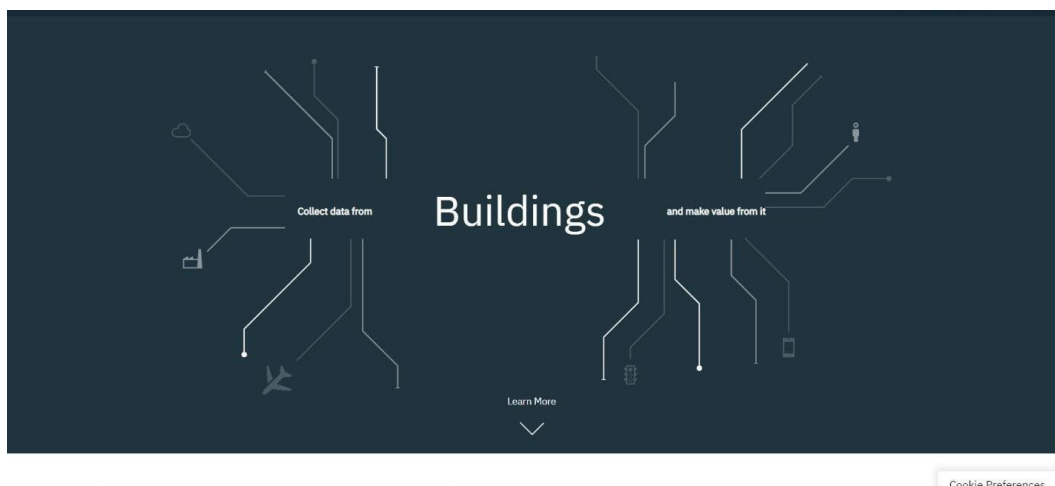 Collect data from
Buildings
and make value from it
Learn More
Cookie Preferences